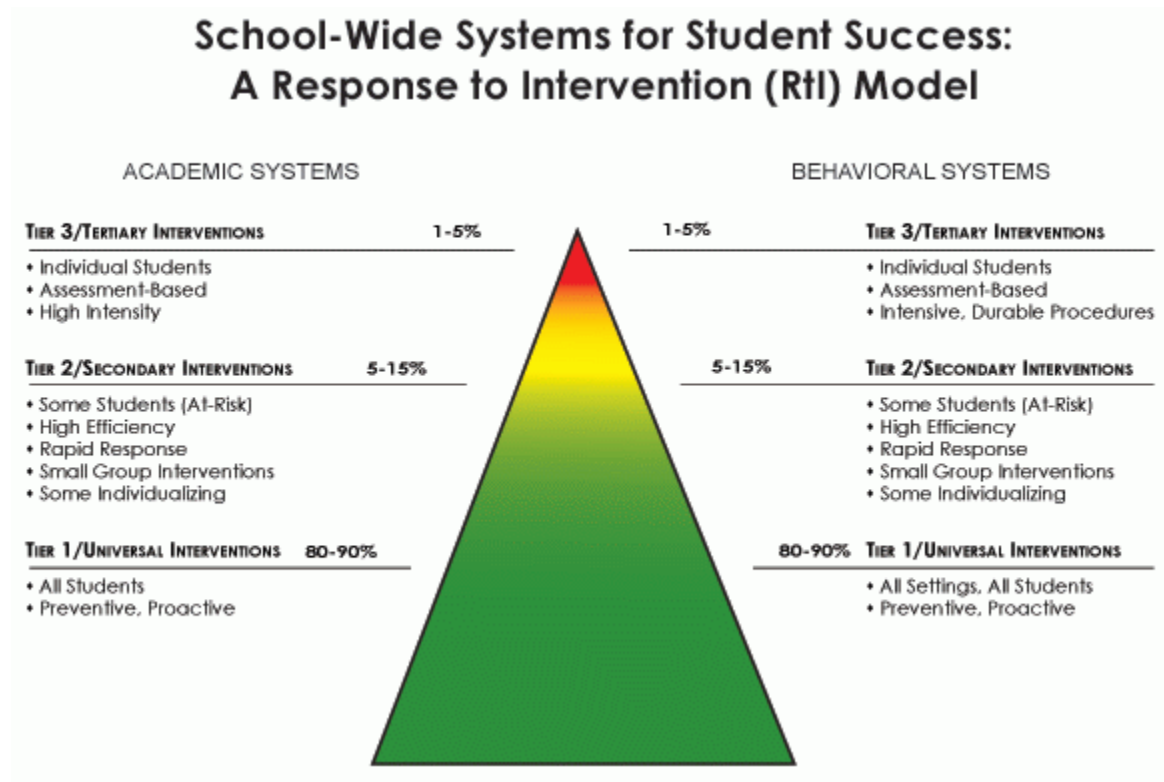 School-Wide Systems for Student Success:
A Response to Intervention (RtI) Model
ACADEMIC SYSTEMS
Tier 3/Tertiary Interventions 1-5%
• Individual Students
• Assessment-Based
• High Intensity
Tier 2/Secondary Interventions 5-15%
• Some Students (At-Risk)
• High Efficiency
• Rapid Response
• Small Group Interventions
• Some Individualizing
Tier 1/Universal Interventions 80-90%
• All Students
• Preventive, Proactive
BEHAVIORAL SYSTEMS
1-5% Tier 3/Tertiary Interventions
• Individual Students
• Assessment-Based
• Intensive, Durable Procedures
5-15% Tier 2/Secondary Interventions
• Some Students (At-Risk)
• High Efficiency
• Rapid Response
• Small Group Interventions
• Some Individualizing
80-90% Tier 1/Universal Interventions
• All Settings, All Students
• Preventive, Proactive